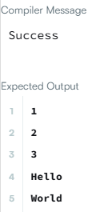 Compiler Message
Success
Expected Output
1 1
2 2
3 3
4 Hello
5 World